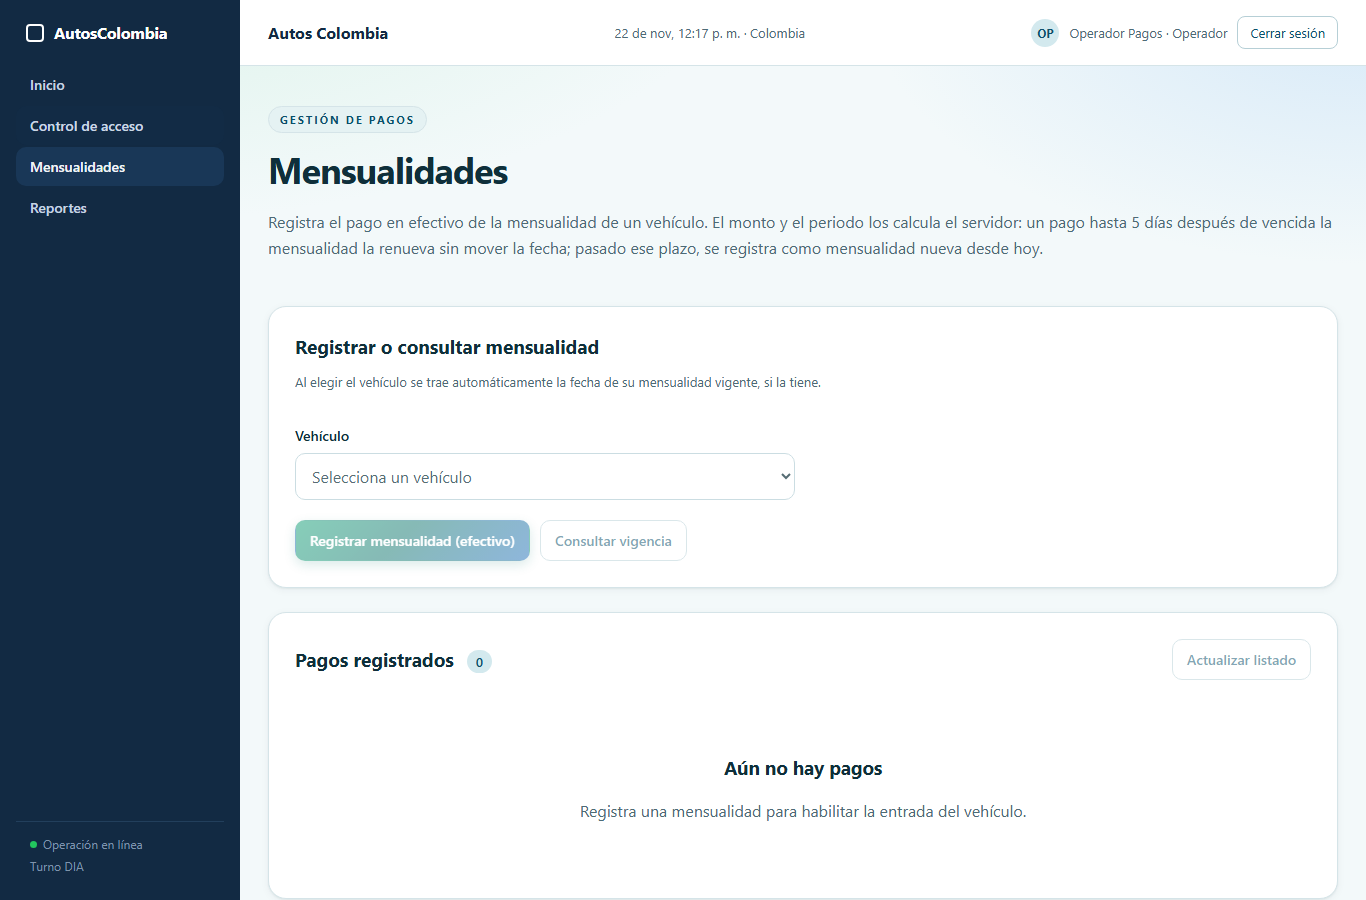 AutosColombia
Inicio
Control de acceso
Mensualidades
Reportes
Operación en línea
Turno DIA
Autos Colombia
22 de nov, 12:17 p. m. · Colombia
OP
Operador Pagos · Operador
Cerrar sesión
GESTIÓN DE PAGOS
Mensualidades
Registra el pago en efectivo de la mensualidad de un vehículo. El monto y el periodo los calcula el servidor: un pago hasta 5 días después de vencida la
mensualidad la renueva sin mover la fecha; pasado ese plazo, se registra como mensualidad nueva desde hoy.
Registrar o consultar mensualidad
Al elegir el vehículo se trae automáticamente la fecha de su mensualidad vigente, si la tiene.
Vehículo
Selecciona un vehículo
Registrar mensualidad (efectivo)
Consultar vigencia
Pagos registrados 0
Actualizar listado
Aún no hay pagos
Registra una mensualidad para habilitar la entrada del vehículo.